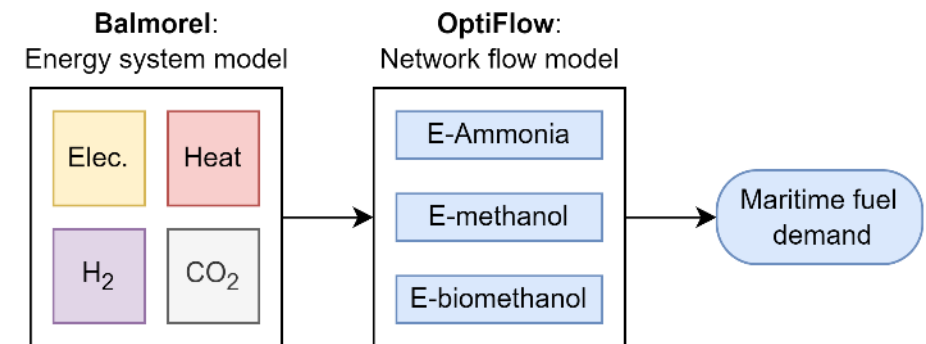 Balmorel:
Energy system model
Elec.
Heat
H₂
CO₂
OptiFlow:
Network flow model
E-Ammonia
E-methanol
E-biomethanol
Maritime fuel
demand